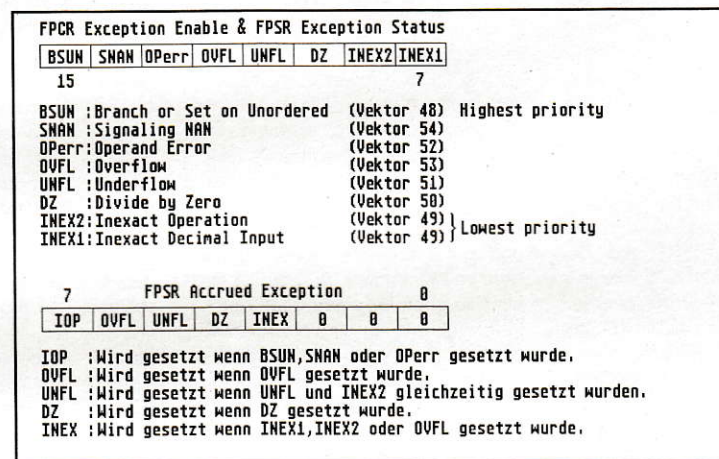 FPCR Exception Enable & FPSR Exception Status
BSUN SNAN OPerr OVFL UNFL DZ INEX2 INEX1
15 7
BSUN :Branch or Set on Unordered (Vektor 48) Highest priority
SNAN :Signaling NAN (Vektor 54)
OPerr:Operand Error (Vektor 52)
OVFL :Overflow (Vektor 53)
UNFL :Underflow (Vektor 51)
DZ :Divide by Zero (Vektor 50)
INEX2:Inexact Operation (Vektor 49)
INEX1:Inexact Decimal Input (Vektor 49) Lowest priority
7 FPSR Accrued Exception 0
IOP OVFL UNFL DZ INEX 0 0 0
IOP :Wird gesetzt wenn BSUN,SNAN oder OPerr gesetzt wurde.
OVFL :Wird gesetzt wenn OVFL gesetzt wurde.
UNFL :Wird gesetzt wenn UNFL und INEX2 gleichzeitig gesetzt wurden.
DZ :Wird gesetzt wenn DZ gesetzt wurde.
INEX :Wird gesetzt wenn INEX1,INEX2 oder OVFL gesetzt wurde.